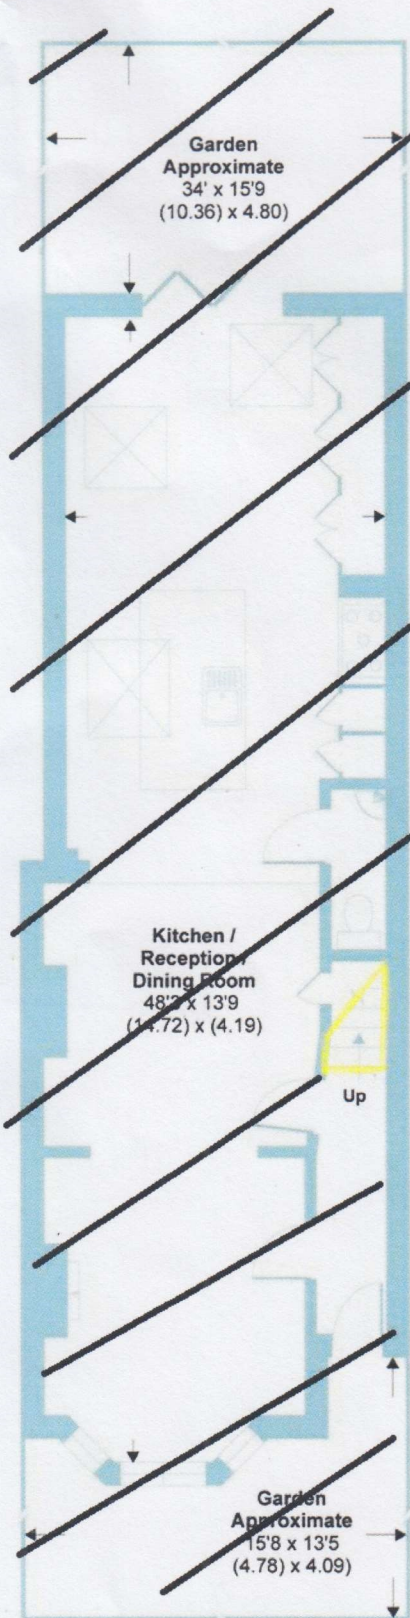 Garden
Approximate
34' x 15'9
(10.36) x 4.80)
Kitchen /
Reception /
Dining Room
48'3 x 13'9
(14.72) x (4.19)
Up
Garden
Approximate
15'8 x 13'5
(4.78) x 4.09)